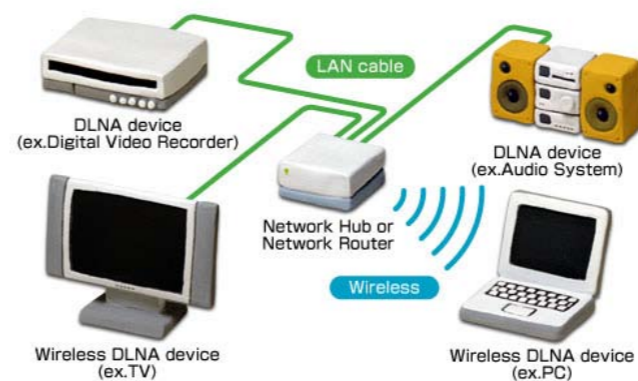 LAN cable
DLNA device
(ex.Digital Video Recorder)
DLNA device
(ex.Audio System)
Network Hub or
Network Router
Wireless
Wireless DLNA device
(ex.TV)
Wireless DLNA device
(ex.PC)